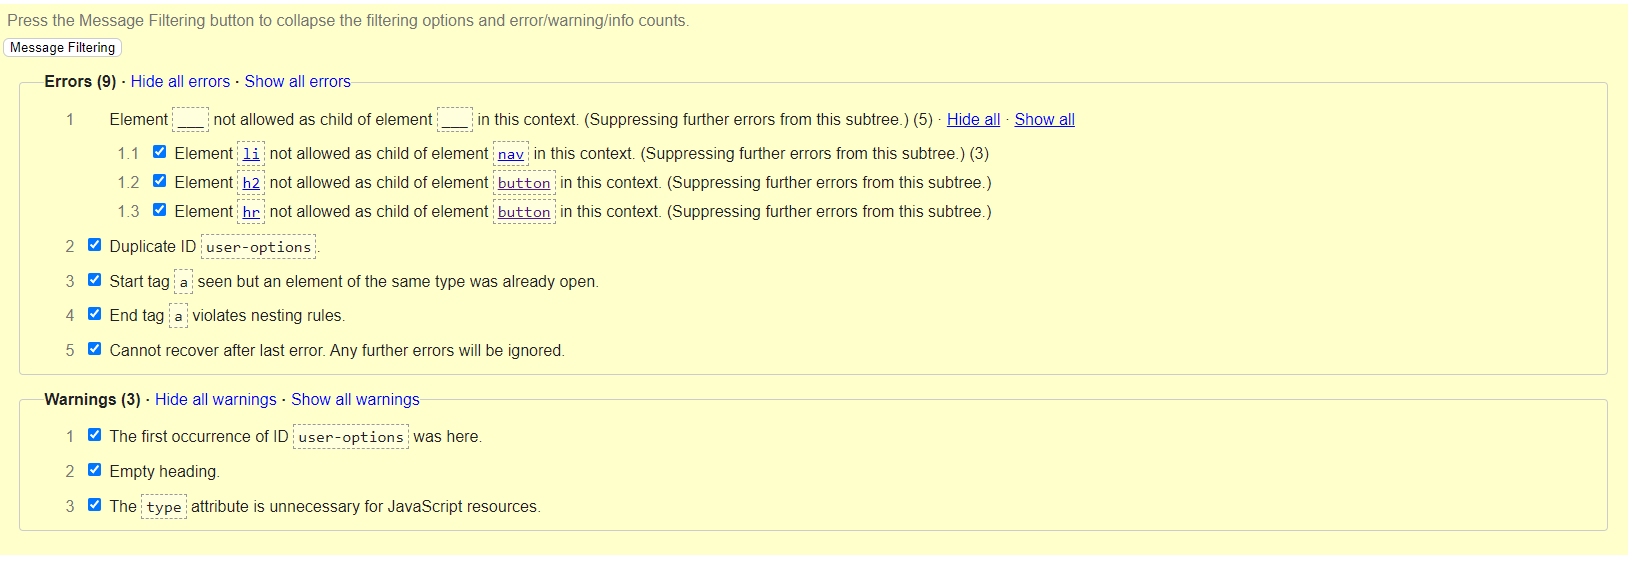 Press the Message Filtering button to collapse the filtering options and error/warning/info counts.
Message Filtering
Errors (9) · Hide all errors · Show all errors
1 Element ___ not allowed as child of element ___ in this context. (Suppressing further errors from this subtree.) (5) · Hide all · Show all
1.1 Element li not allowed as child of element nav in this context. (Suppressing further errors from this subtree.) (3)
1.2 Element h2 not allowed as child of element button in this context. (Suppressing further errors from this subtree.)
1.3 Element hr not allowed as child of element button in this context. (Suppressing further errors from this subtree.)
2 Duplicate ID user-options.
3 Start tag a seen but an element of the same type was already open.
4 End tag a violates nesting rules.
5 Cannot recover after last error. Any further errors will be ignored.
Warnings (3) · Hide all warnings · Show all warnings
1 The first occurrence of ID user-options was here.
2 Empty heading.
3 The type attribute is unnecessary for JavaScript resources.